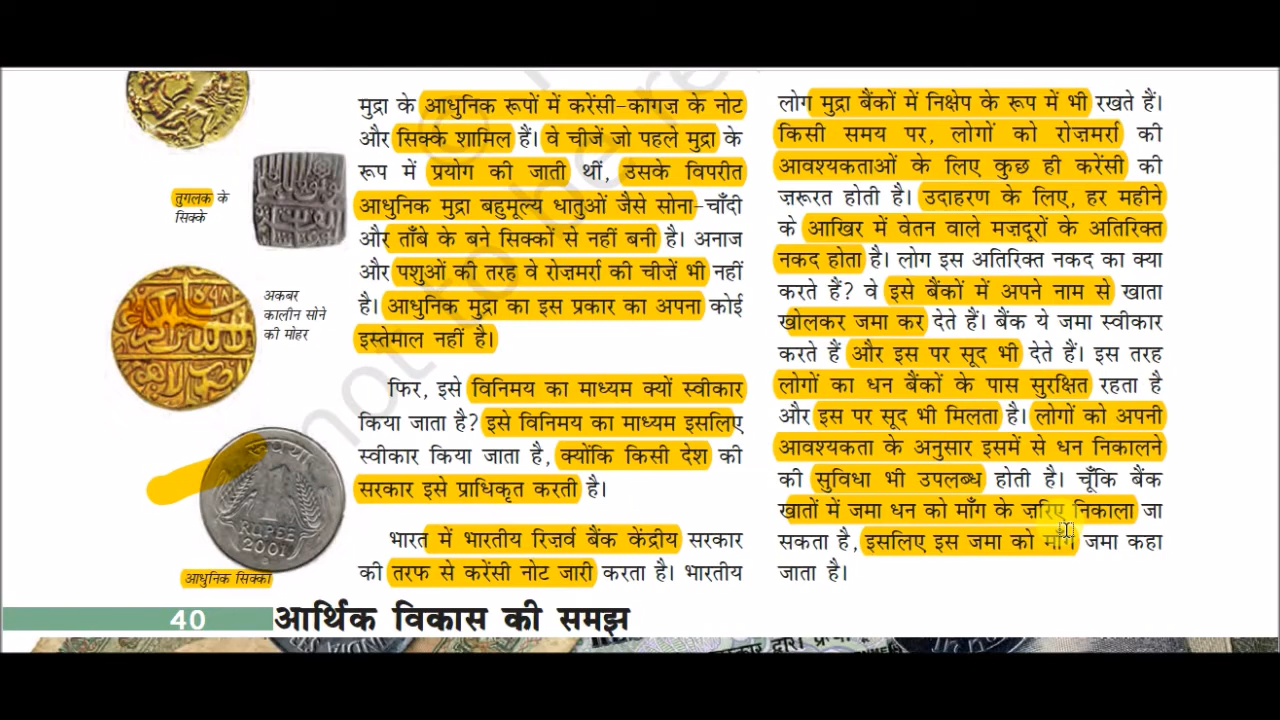 तुगलक के
सिक्के
अकबर
कालीन सोने
की मोहर
1
RUPEE
2001
आधुनिक सिक्का
मुद्रा के आधुनिक रूपों में करेंसी-कागज़ के नोट
और सिक्के शामिल हैं। वे चीजें जो पहले मुद्रा के
रूप में प्रयोग की जाती थीं, उसके विपरीत
आधुनिक मुद्रा बहुमूल्य धातुओं जैसे सोना-चाँदी
और ताँबे के बने सिक्कों से नहीं बनी है। अनाज
और पशुओं की तरह वे रोज़मर्रा की चीज़ें भी नहीं
है। आधुनिक मुद्रा का इस प्रकार का अपना कोई
इस्तेमाल नहीं है।
फिर, इसे विनिमय का माध्यम क्यों स्वीकार
किया जाता है? इसे विनिमय का माध्यम इसलिए
स्वीकार किया जाता है, क्योंकि किसी देश की
सरकार इसे प्राधिकृत करती है।
भारत में भारतीय रिज़र्व बैंक केंद्रीय सरकार
की तरफ से करेंसी नोट जारी करता है। भारतीय
लोग मुद्रा बैंकों में निक्षेप के रूप में भी रखते हैं।
किसी समय पर, लोगों को रोज़मर्रा की
आवश्यकताओं के लिए कुछ ही करेंसी की
ज़रूरत होती है। उदाहरण के लिए, हर महीने
के आखिर में वेतन वाले मज़दूरों के अतिरिक्त
नकद होता है। लोग इस अतिरिक्त नकद का क्या
करते हैं? वे इसे बैंकों में अपने नाम से खाता
खोलकर जमा कर देते हैं। बैंक ये जमा स्वीकार
करते हैं और इस पर सूद भी देते हैं। इस तरह
लोगों का धन बैंकों के पास सुरक्षित रहता है
और इस पर सूद भी मिलता है। लोगों को अपनी
आवश्यकता के अनुसार इसमें से धन निकालने
की सुविधा भी उपलब्ध होती है। चूँकि बैंक
खातों में जमा धन को माँग के ज़रिए निकाला जा
सकता है, इसलिए इस जमा को माँग जमा कहा
जाता है।
40 आर्थिक विकास की समझ